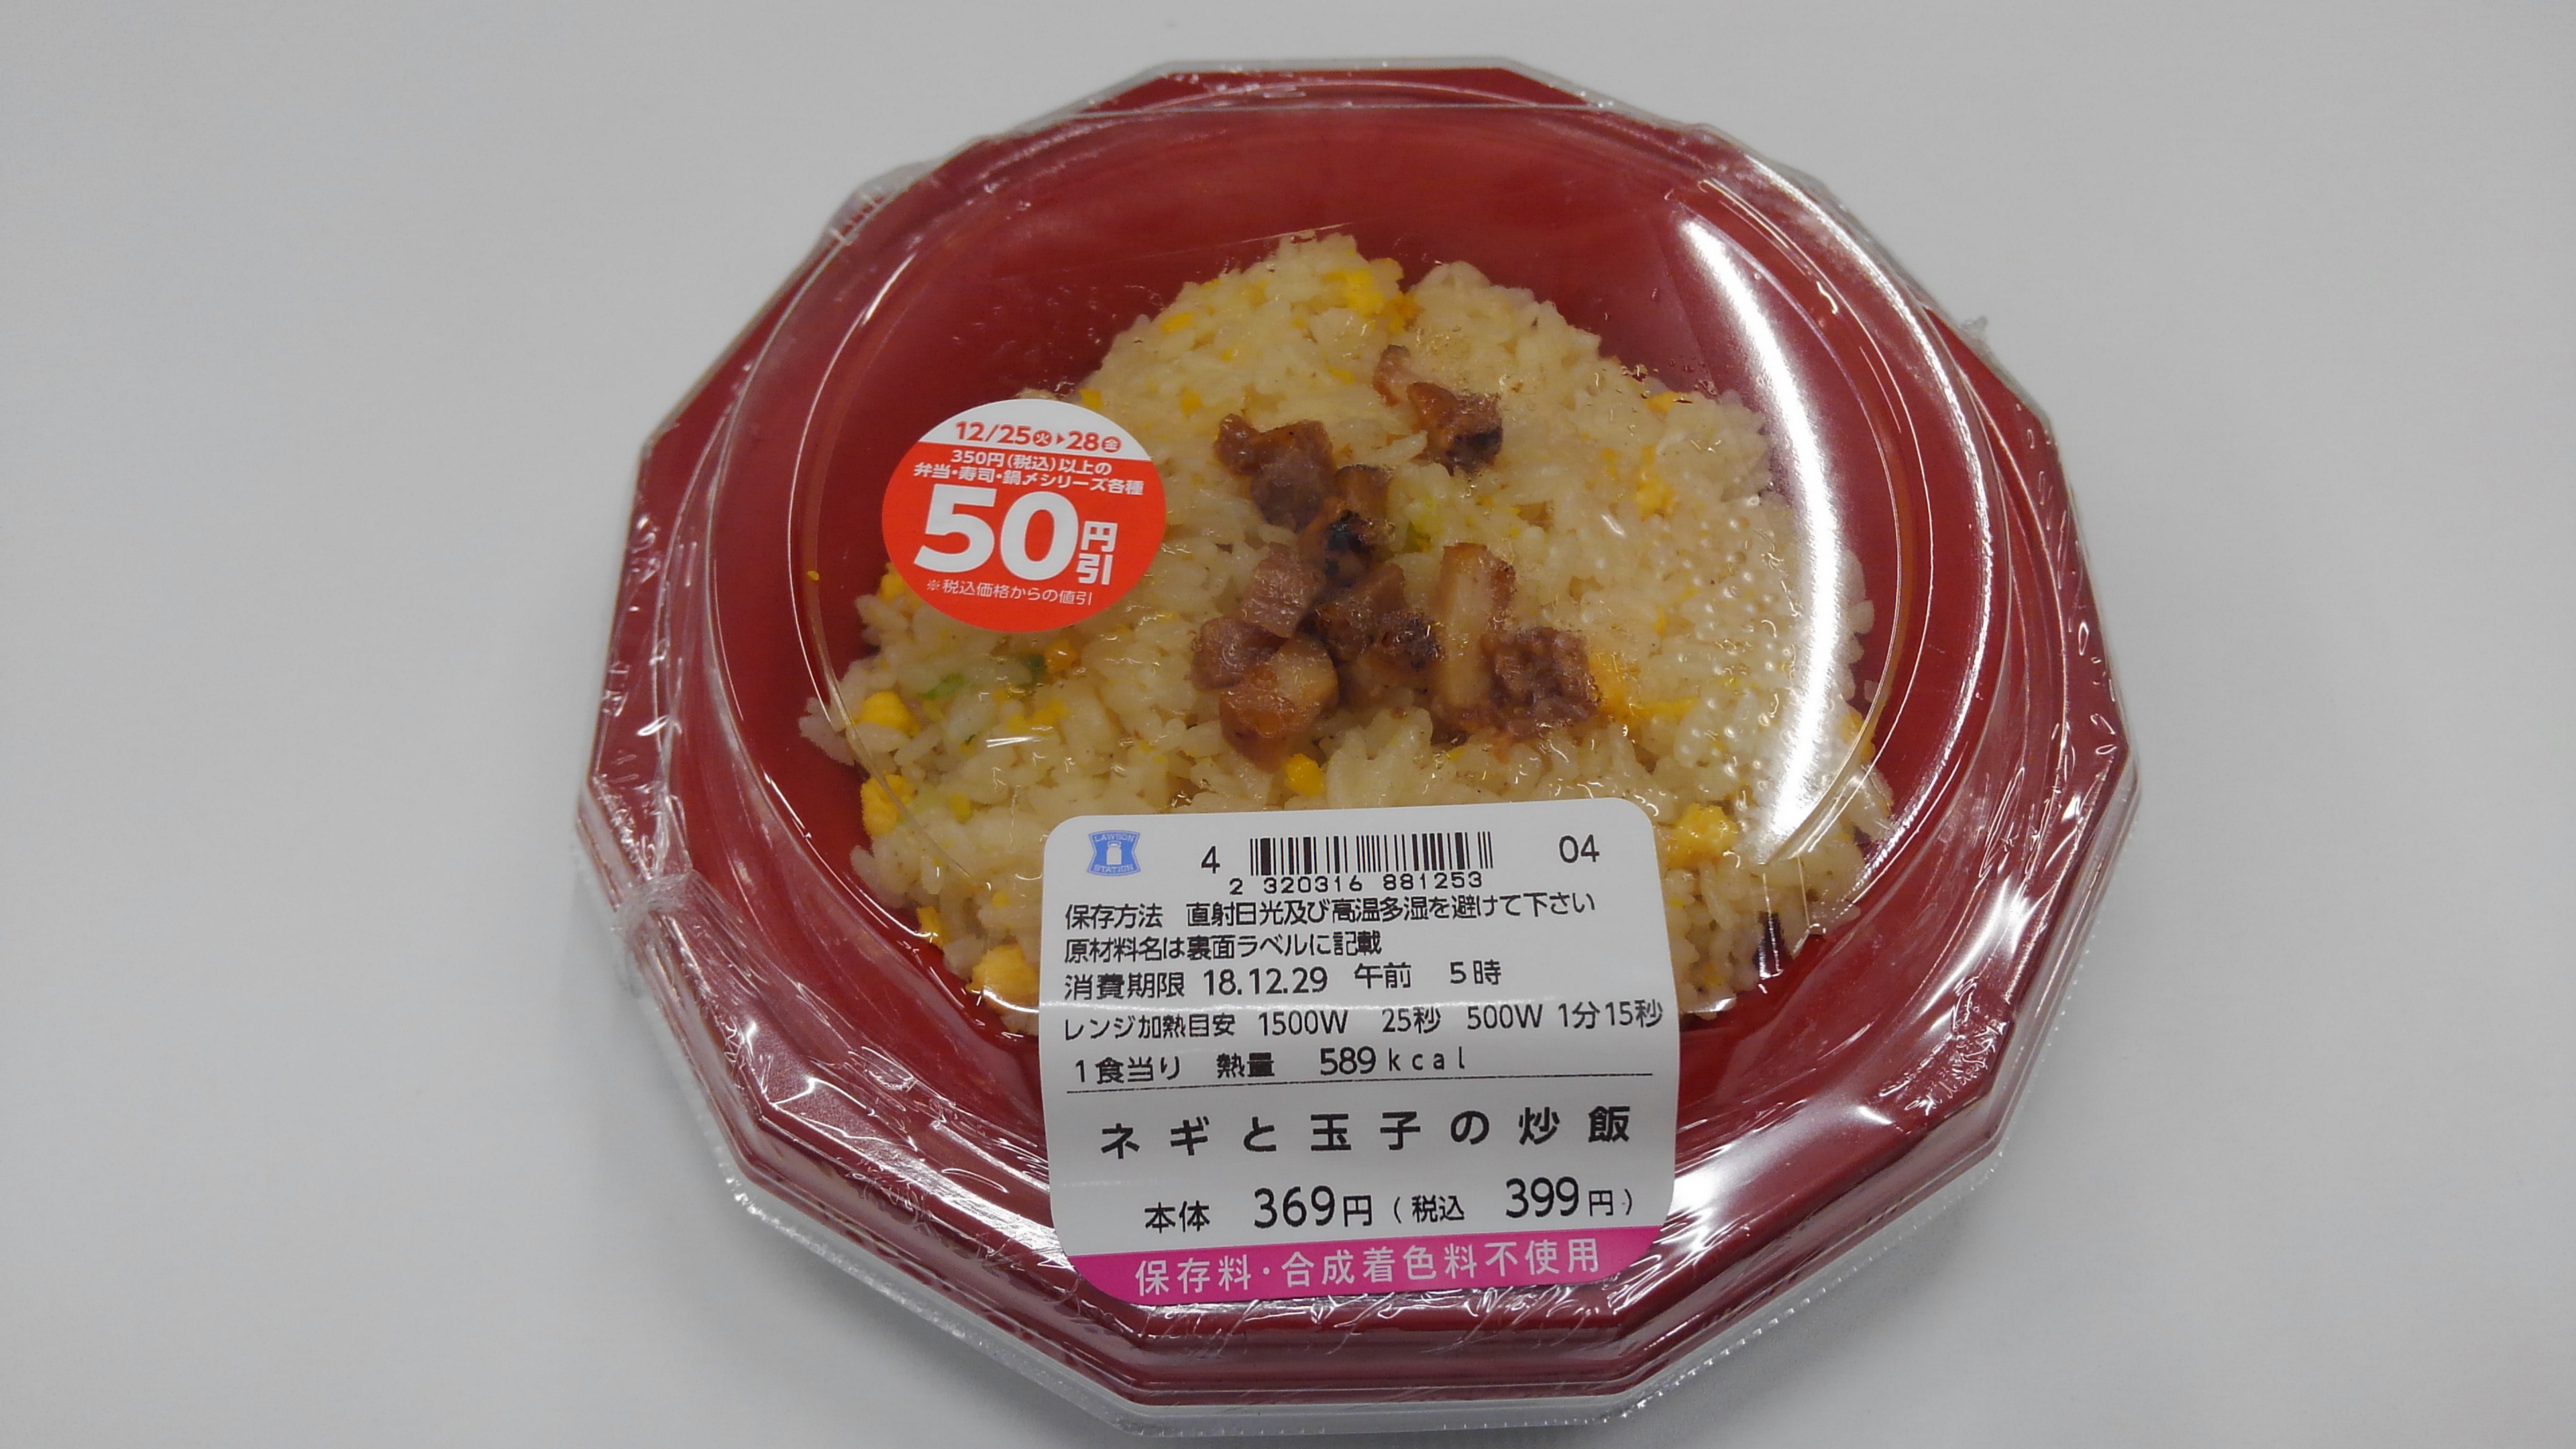 12/25㊋▶28㊎
350円(税込)以上の
弁当・寿司・鍋〆シリーズ各種
50円引
※税込価格からの値引
LAWSON
STATION
4 04
2 320316 881253
保存方法 直射日光及び高温多湿を避けて下さい
原材料名は裏面ラベルに記載
消費期限 18.12.29 午前 5時
レンジ加熱目安 1500W 25秒 500W 1分15秒
1食当り 熱量 589kcal
ネギと玉子の炒飯
本体 369円(税込 399円)
保存料・合成着色料不使用